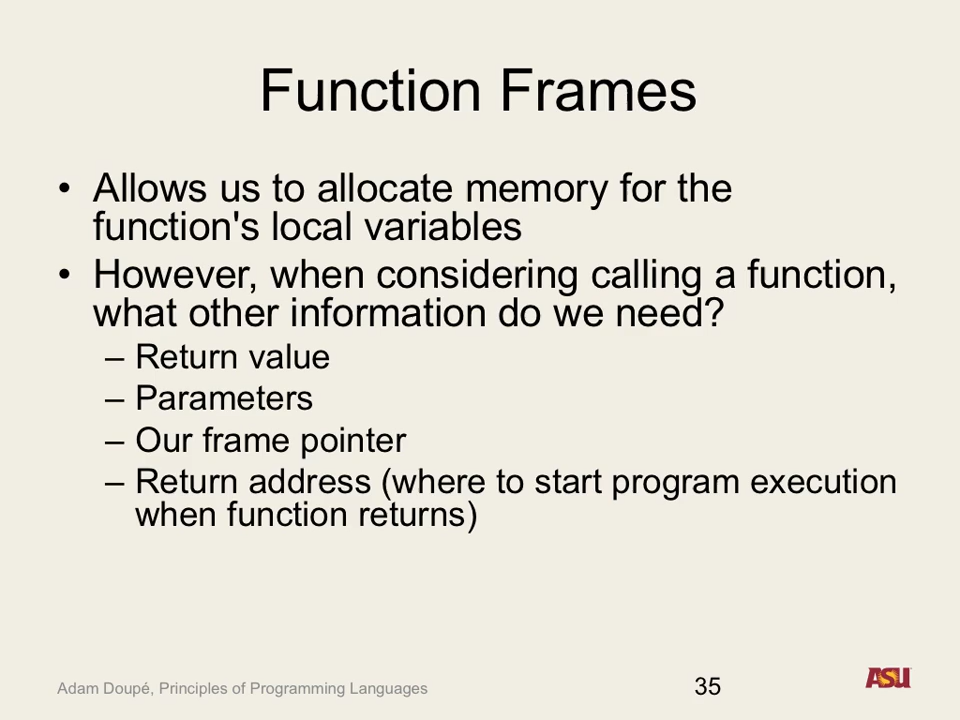 Function Frames
• Allows us to allocate memory for the
function's local variables
• However, when considering calling a function,
what other information do we need?
– Return value
– Parameters
– Our frame pointer
– Return address (where to start program execution
when function returns)
Adam Doupé, Principles of Programming Languages
35
ASU